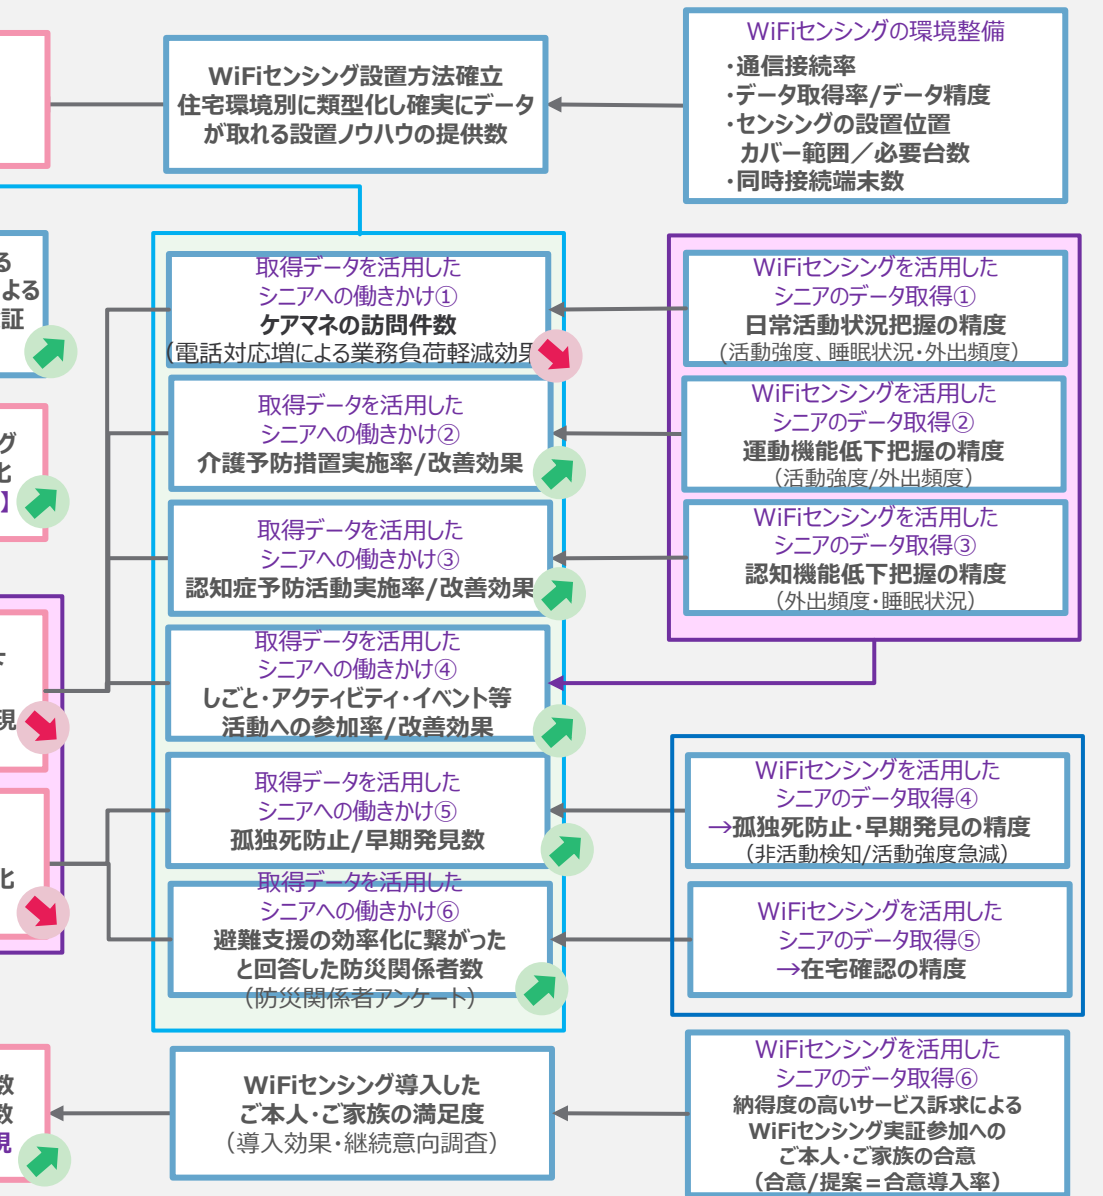 WiFiセンシングの環境整備
・通信接続率
・データ取得率/データ精度
・センシングの設置位置
カバー範囲／必要台数
・同時接続端末数
WiFiセンシング設置方法確立
住宅環境別に類型化し確実にデータ
が取れる設置ノウハウの提供数
る
よる
証
取得データを活用した
シニアへの働きかけ①
ケアマネの訪問件数
（電話対応増による業務負荷軽減効果
WiFiセンシングを活用した
シニアのデータ取得①
日常活動状況把握の精度
（活動強度、睡眠状況・外出頻度）
グ
化
】
取得データを活用した
シニアへの働きかけ②
介護予防措置実施率/改善効果
WiFiセンシングを活用した
シニアのデータ取得②
運動機能低下把握の精度
（活動強度/外出頻度）
取得データを活用した
シニアへの働きかけ③
認知症予防活動実施率/改善効果
WiFiセンシングを活用した
シニアのデータ取得③
認知機能低下把握の精度
（外出頻度・睡眠状況）
現
取得データを活用した
シニアへの働きかけ④
しごと・アクティビティ・イベント等
活動への参加率/改善効果
取得データを活用した
シニアへの働きかけ⑤
孤独死防止/早期発見数
WiFiセンシングを活用した
シニアのデータ取得④
→孤独死防止・早期発見の精度
（非活動検知/活動強度急減）
化
取得データを活用した
シニアへの働きかけ⑥
避難支援の効率化に繋がった
と回答した防災関係者数
（防災関係者アンケート）
WiFiセンシングを活用した
シニアのデータ取得⑤
→在宅確認の精度
数
数
現
WiFiセンシング導入した
ご本人・ご家族の満足度
（導入効果・継続意向調査）
WiFiセンシングを活用した
シニアのデータ取得⑥
納得度の高いサービス訴求による
WiFiセンシング実証参加への
ご本人・ご家族の合意
（合意/提案＝合意導入率）